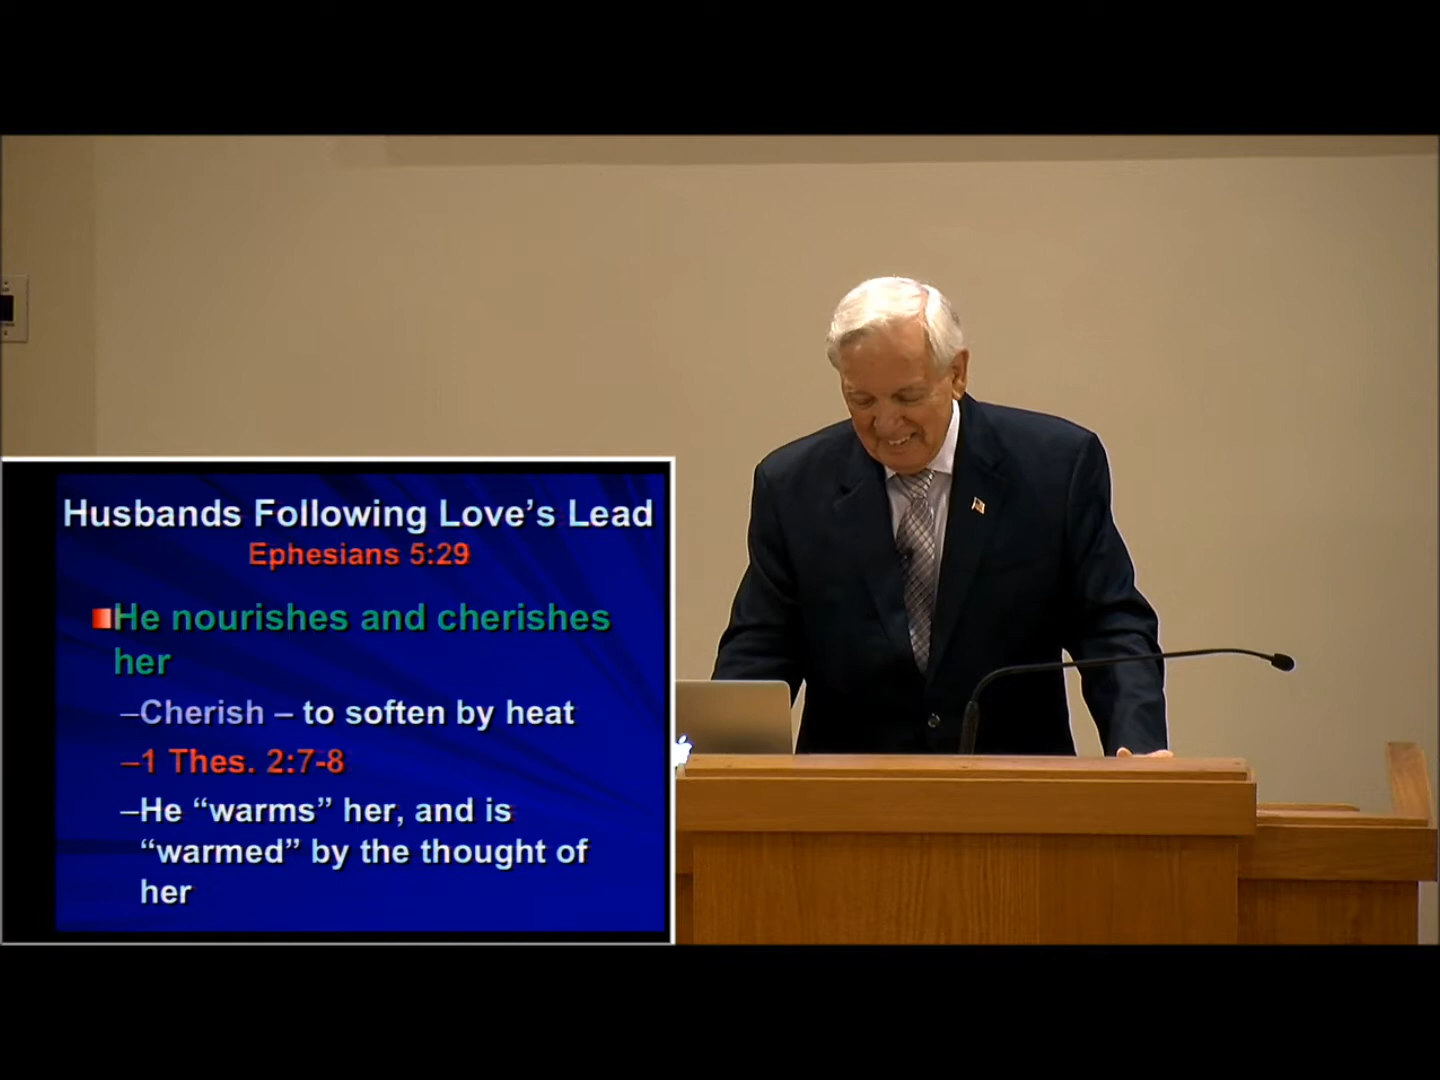 Husbands Following Love’s Lead
Ephesians 5:29
He nourishes and cherishes
her
–Cherish – to soften by heat
–1 Thes. 2:7-8
–He “warms” her, and is
“warmed” by the thought of
her